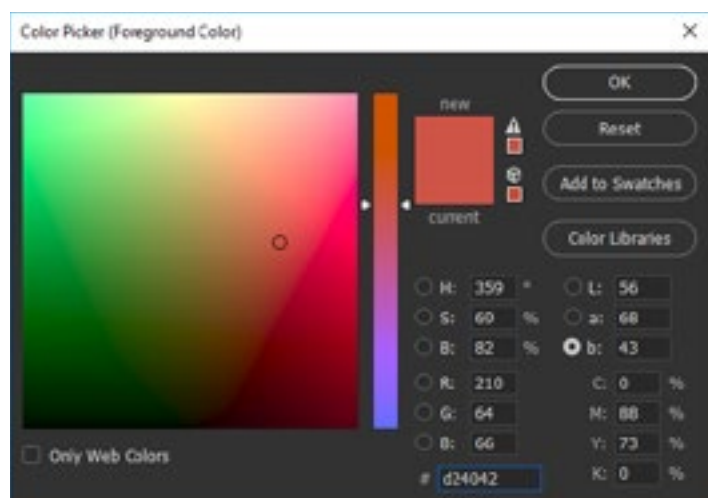 Color Picker (Foreground Color)
new
current
OK
Reset
Add to Swatches
Color Libraries
H: 359 °
S: 69 %
B: 82 %
R: 210
G: 64
B: 66
# d24042
L: 56
a: 68
b: 43
C: 0 %
M: 88 %
Y: 73 %
K: 0 %
Only Web Colors